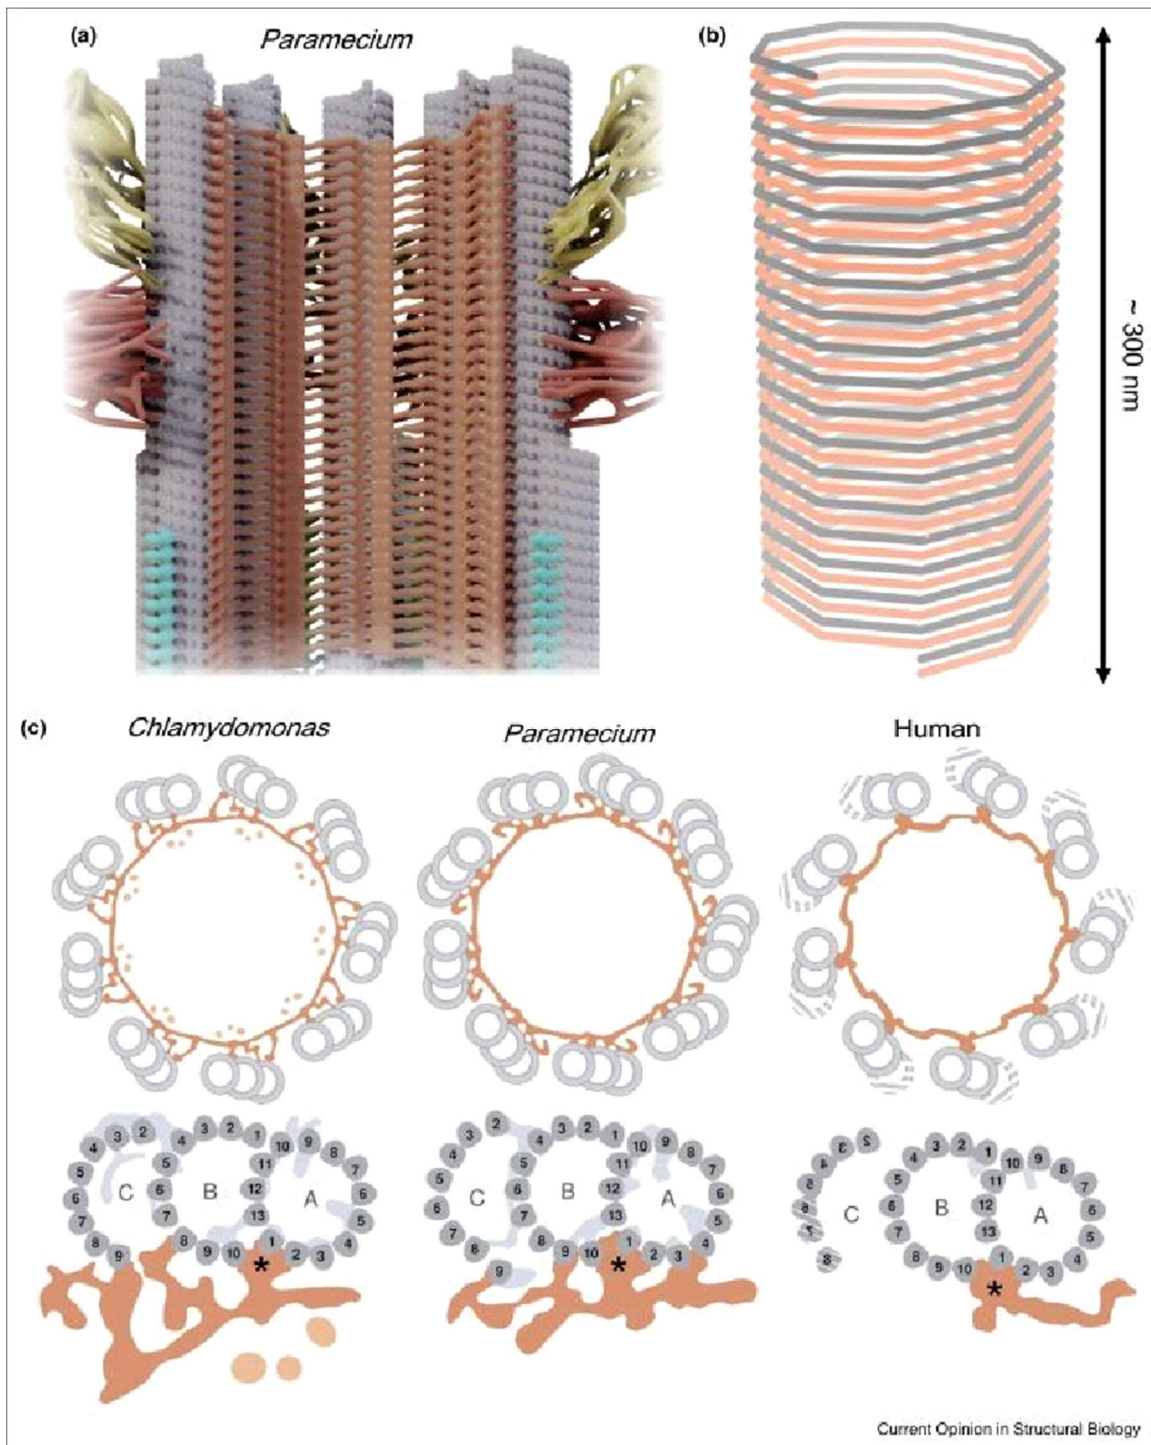 (a)
Paramecium
(b)
~ 300 nm
(c)
Chlamydomonas
Paramecium
Human
4 3 2 4 3 2 1 10 9 8 7 6 5 4 3 2 1 13 12 11
5 6 7 8 9 5 6 7 8 9 10
C B A
*
3 2 4 3 2 1 10 9 8 7 6 5 4 3 2 1 13 12 11
4 5 6 7 8 9 5 6 7 8 9 10
C B A
*
4 3 2 1 10 9 8 7 6 5 4 3 2 1 13 12 11
5 6 7 8 9 10
C B A
*
Current Opinion in Structural Biology